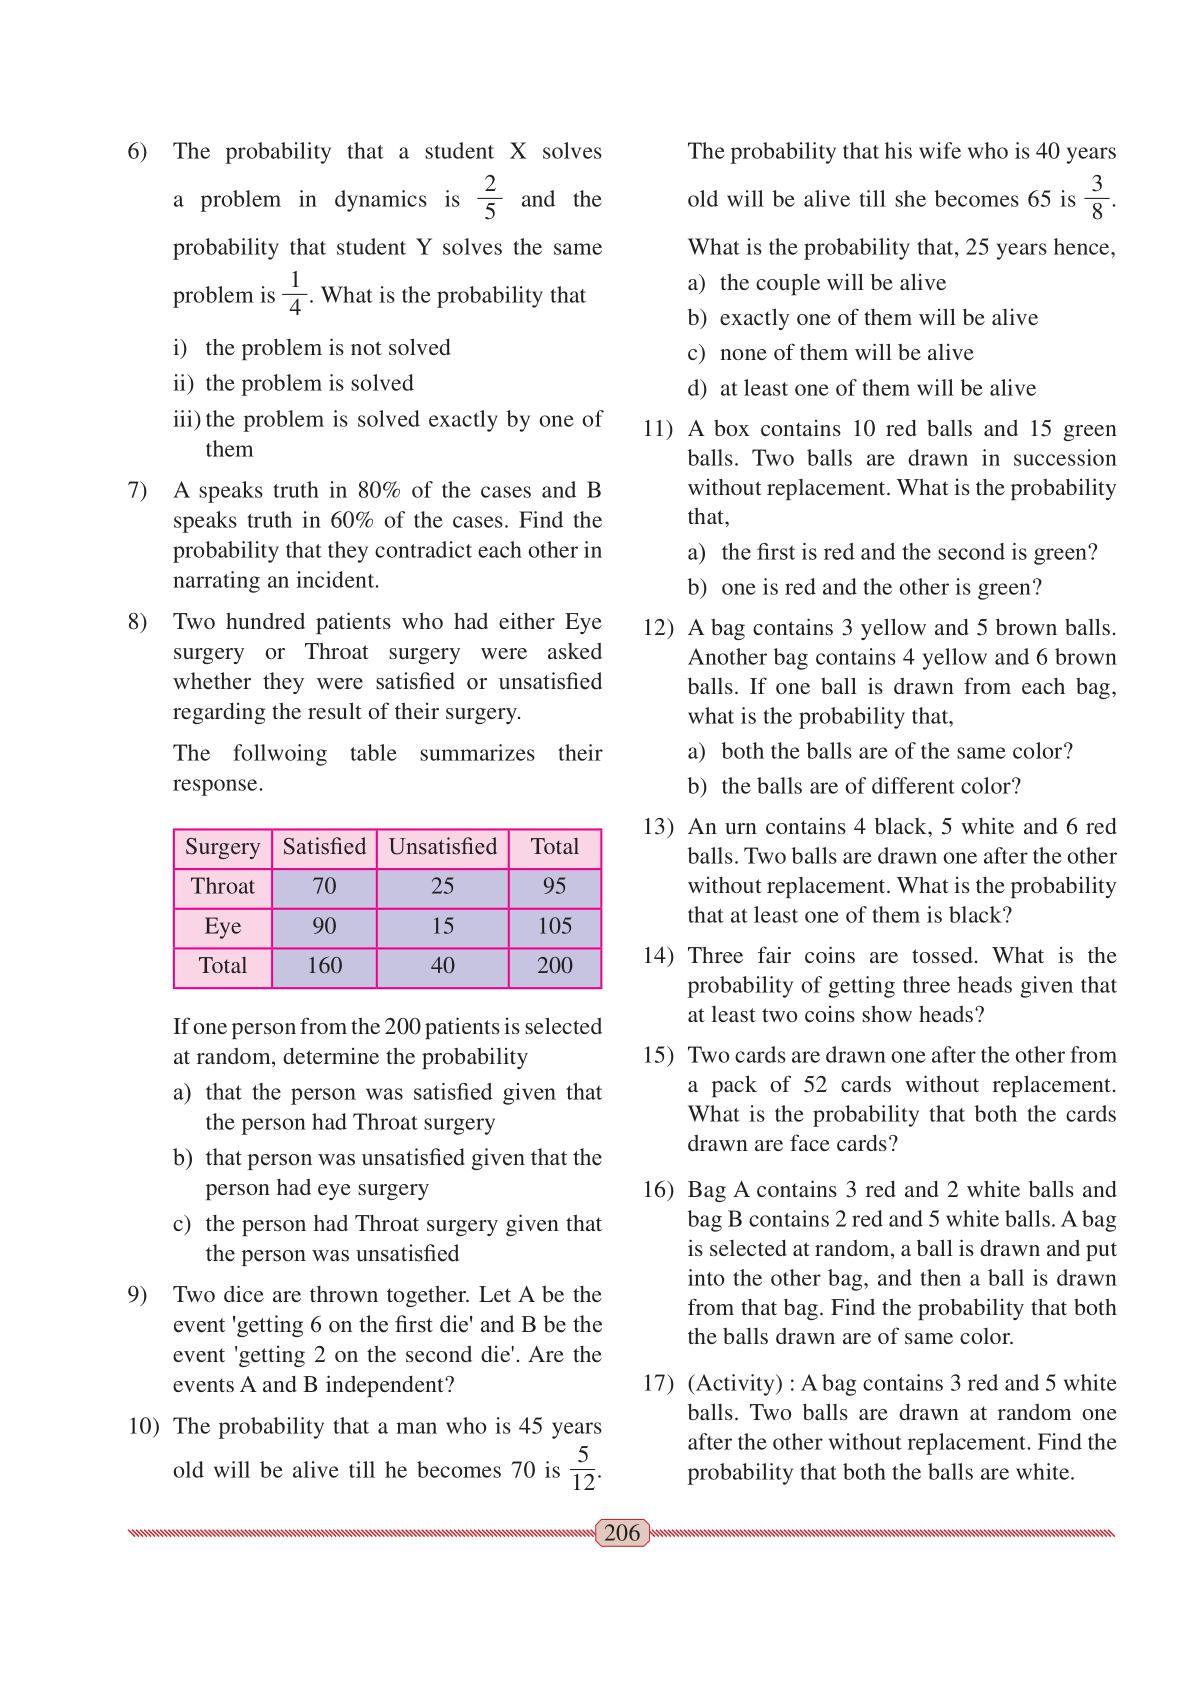 6) The probability that a student X solves
a problem in dynamics is 2/5 and the
probability that student Y solves the same
problem is 1/4. What is the probability that
i) the problem is not solved
ii) the problem is solved
iii) the problem is solved exactly by one of
them
7) A speaks truth in 80% of the cases and B
speaks truth in 60% of the cases. Find the
probability that they contradict each other in
narrating an incident.
8) Two hundred patients who had either Eye
surgery or Throat surgery were asked
whether they were satisfied or unsatisfied
regarding the result of their surgery.
The follwoing table summarizes their
response.
Surgery Satisfied Unsatisfied Total
Throat 70 25 95
Eye 90 15 105
Total 160 40 200
If one person from the 200 patients is selected
at random, determine the probability
a) that the person was satisfied given that
the person had Throat surgery
b) that person was unsatisfied given that the
person had eye surgery
c) the person had Throat surgery given that
the person was unsatisfied
9) Two dice are thrown together. Let A be the
event 'getting 6 on the first die' and B be the
event 'getting 2 on the second die'. Are the
events A and B independent?
10) The probability that a man who is 45 years
old will be alive till he becomes 70 is 5/12.
The probability that his wife who is 40 years
old will be alive till she becomes 65 is 3/8.
What is the probability that, 25 years hence,
a) the couple will be alive
b) exactly one of them will be alive
c) none of them will be alive
d) at least one of them will be alive
11) A box contains 10 red balls and 15 green
balls. Two balls are drawn in succession
without replacement. What is the probability
that,
a) the first is red and the second is green?
b) one is red and the other is green?
12) A bag contains 3 yellow and 5 brown balls.
Another bag contains 4 yellow and 6 brown
balls. If one ball is drawn from each bag,
what is the probability that,
a) both the balls are of the same color?
b) the balls are of different color?
13) An urn contains 4 black, 5 white and 6 red
balls. Two balls are drawn one after the other
without replacement. What is the probability
that at least one of them is black?
14) Three fair coins are tossed. What is the
probability of getting three heads given that
at least two coins show heads?
15) Two cards are drawn one after the other from
a pack of 52 cards without replacement.
What is the probability that both the cards
drawn are face cards?
16) Bag A contains 3 red and 2 white balls and
bag B contains 2 red and 5 white balls. A bag
is selected at random, a ball is drawn and put
into the other bag, and then a ball is drawn
from that bag. Find the probability that both
the balls drawn are of same color.
17) (Activity) : A bag contains 3 red and 5 white
balls. Two balls are drawn at random one
after the other without replacement. Find the
probability that both the balls are white.
206